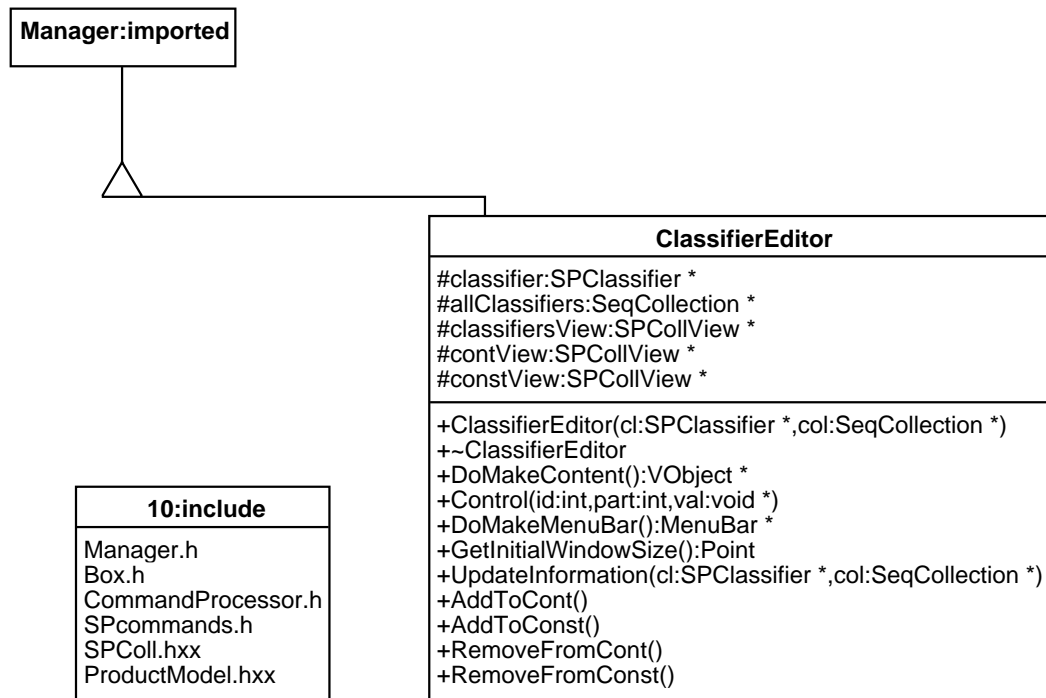 Manager:imported
ClassifierEditor
#classifier:SPClassifier *
#allClassifiers:SeqCollection *
#classifiersView:SPCollView *
#contView:SPCollView *
#constView:SPCollView *
+ClassifierEditor(cl:SPClassifier *,col:SeqCollection *)
+~ClassifierEditor
+DoMakeContent():VObject *
+Control(id:int,part:int,val:void *)
+DoMakeMenuBar():MenuBar *
+GetInitialWindowSize():Point
+UpdateInformation(cl:SPClassifier *,col:SeqCollection *)
+AddToCont()
+AddToConst()
+RemoveFromCont()
+RemoveFromConst()
10:include
Manager.h
Box.h
CommandProcessor.h
SPcommands.h
SPColl.hxx
ProductModel.hxx